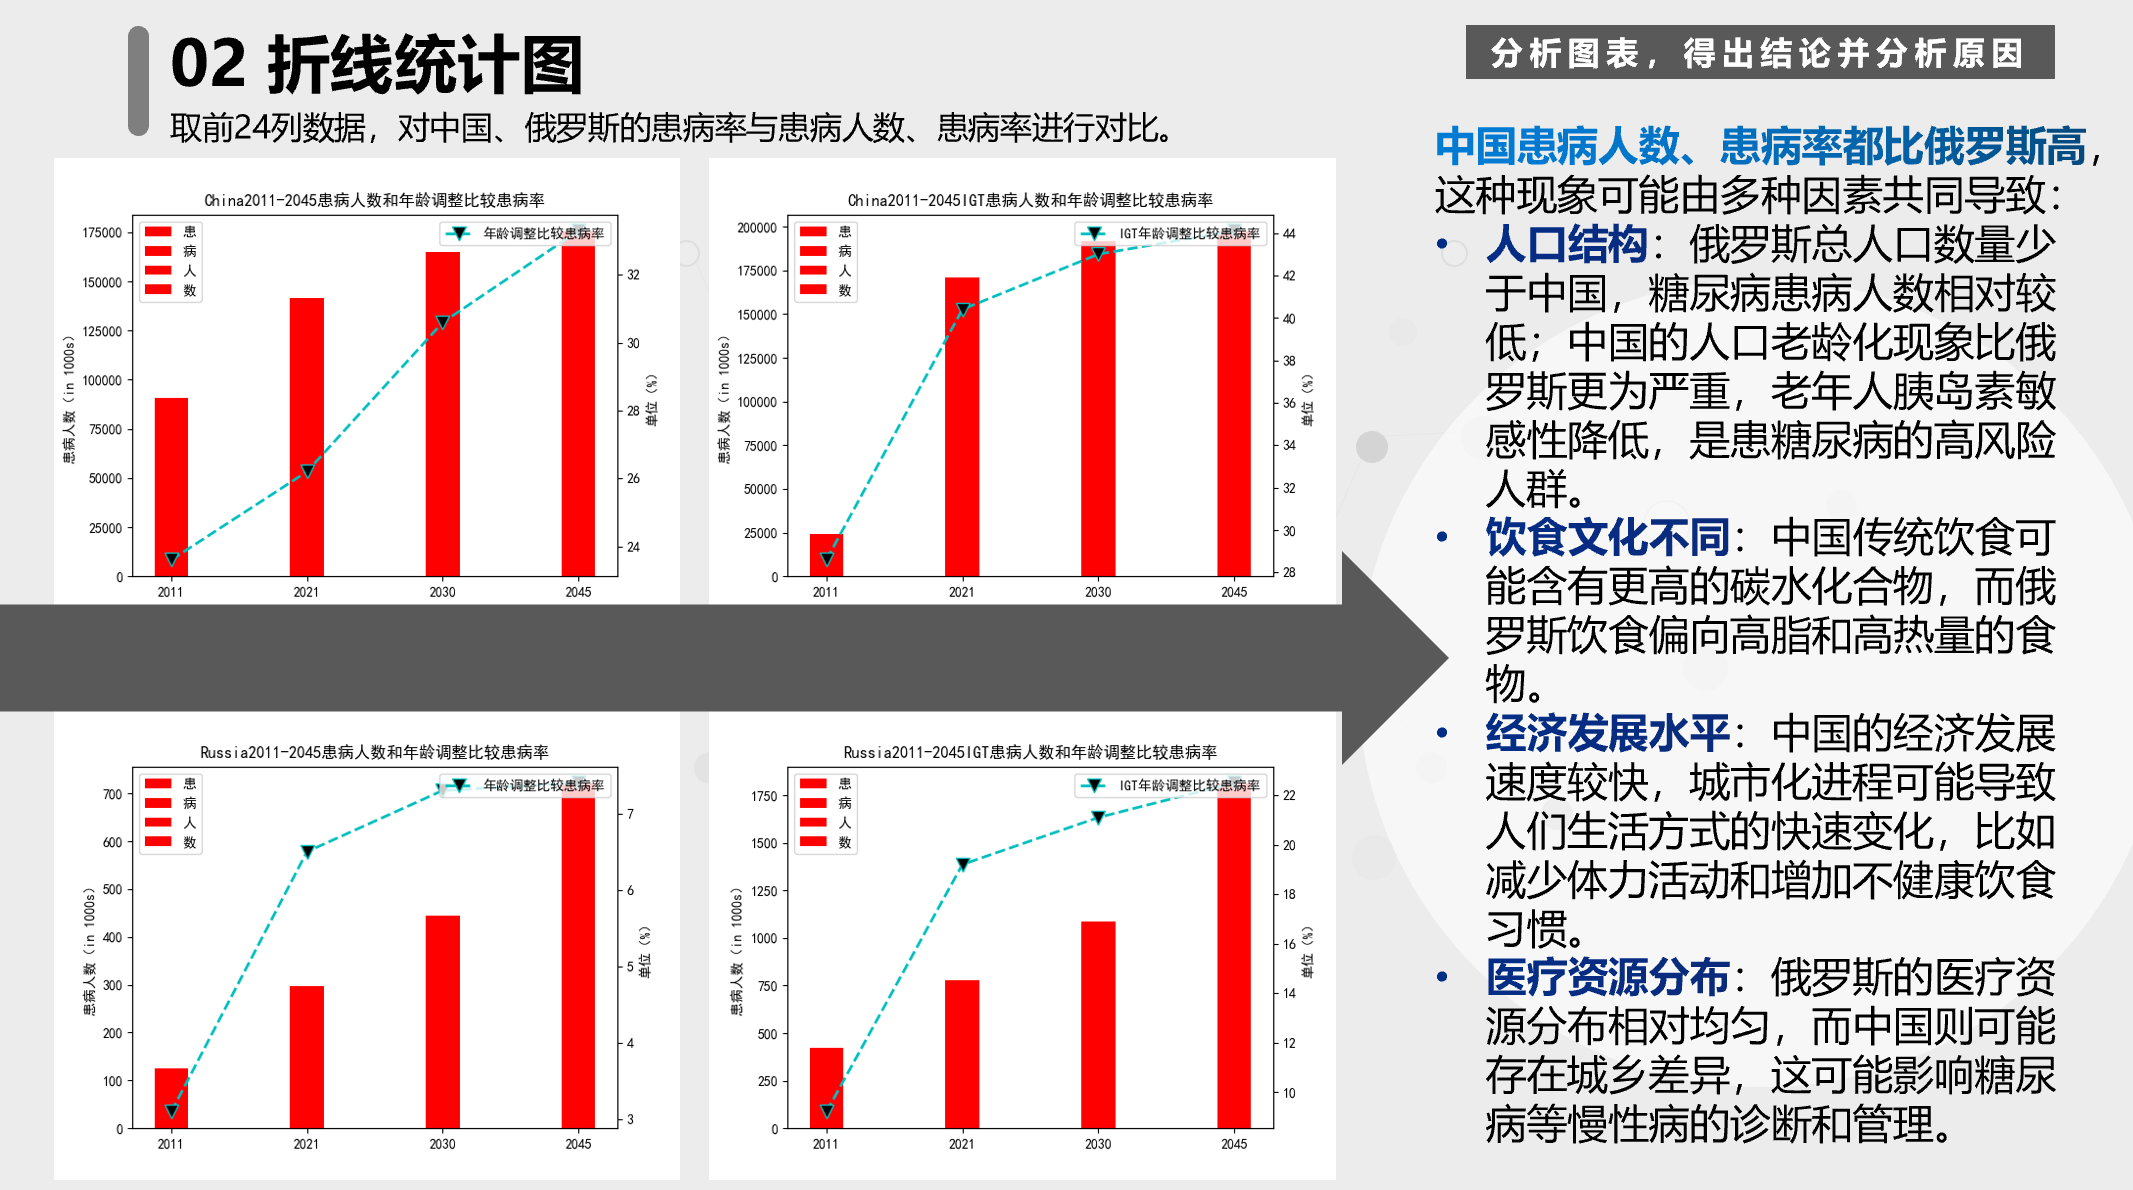 02 折线统计图
取前24列数据，对中国、俄罗斯的患病率与患病人数、患病率进行对比。
China2011-2045患病人数和年龄调整比较患病率
患
病
人
数
年龄调整比较患病率
175000
150000
125000
100000
75000
50000
25000
0
患病人数 (in 1000s)
32
30
28
26
24
单位 (%)
2011
2021
2030
2045
China2011-2045IGT患病人数和年龄调整比较患病率
患
病
人
数
IGT年龄调整比较患病率
200000
175000
150000
125000
100000
75000
50000
25000
0
患病人数 (in 1000s)
44
42
40
38
36
34
32
30
28
单位 (%)
2011
2021
2030
2045
Russia2011-2045患病人数和年龄调整比较患病率
患
病
人
数
年龄调整比较患病率
700
600
500
400
300
200
100
0
患病人数 (in 1000s)
7
6
5
4
3
单位 (%)
2011
2021
2030
2045
Russia2011-2045IGT患病人数和年龄调整比较患病率
患
病
人
数
IGT年龄调整比较患病率
1750
1500
1250
1000
750
500
250
0
患病人数 (in 1000s)
22
20
18
16
14
12
10
单位 (%)
2011
2021
2030
2045
分析图表，得出结论并分析原因
中国患病人数、患病率都比俄罗斯高，
这种现象可能由多种因素共同导致：
• 人口结构：俄罗斯总人口数量少
于中国，糖尿病患病人数相对较
低；中国的人口老龄化现象比俄
罗斯更为严重，老年人胰岛素敏
感性降低，是患糖尿病的高风险
人群。
• 饮食文化不同：中国传统饮食可
能含有更高的碳水化合物，而俄
罗斯饮食偏向高脂和高热量的食
物。
• 经济发展水平：中国的经济发展
速度较快，城市化进程可能导致
人们生活方式的快速变化，比如
减少体力活动和增加不健康饮食
习惯。
• 医疗资源分布：俄罗斯的医疗资
源分布相对均匀，而中国则可能
存在城乡差异，这可能影响糖尿
病等慢性病的诊断和管理。